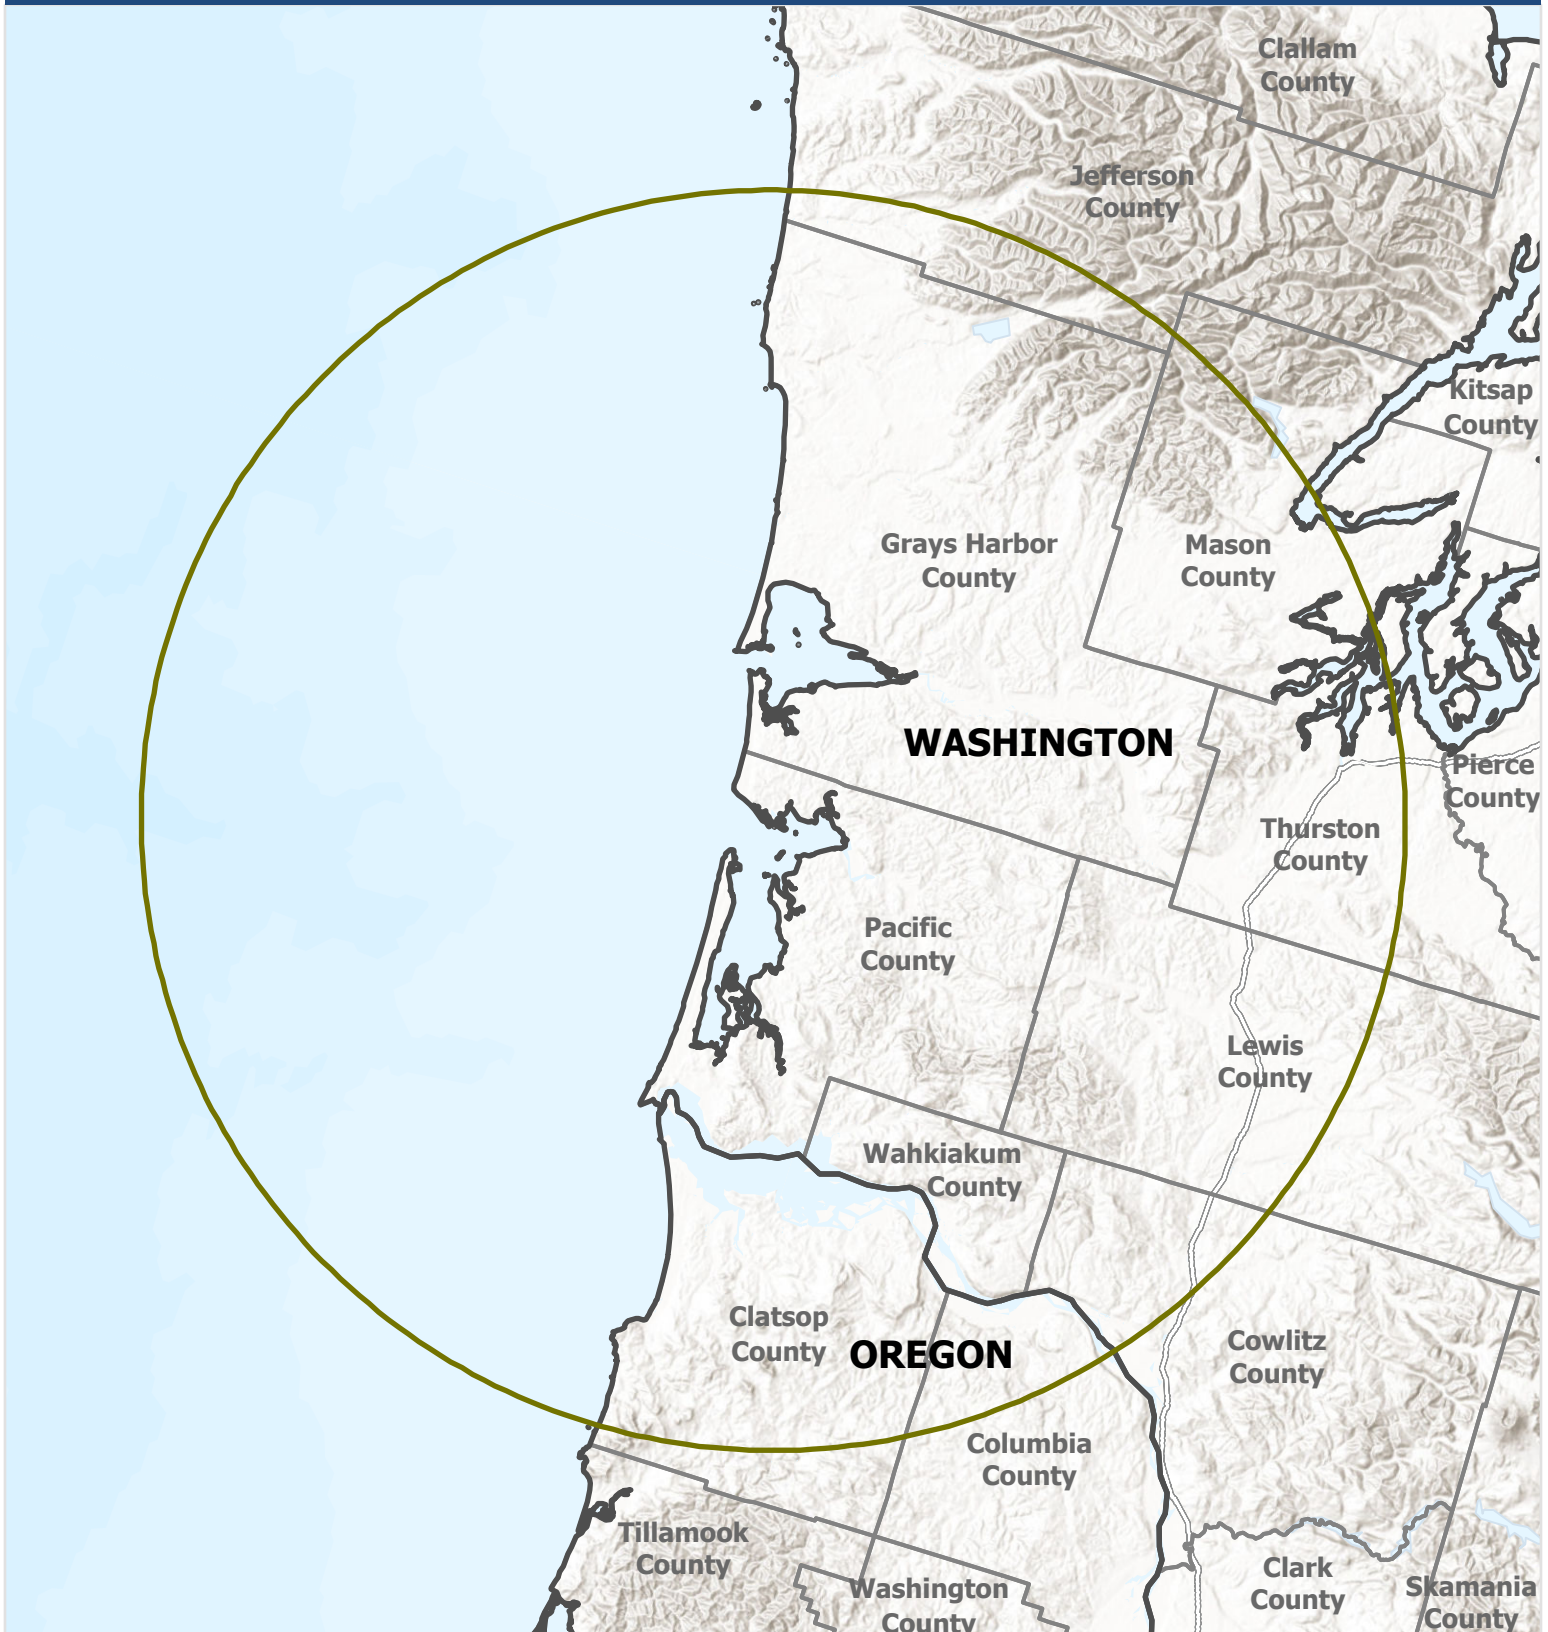 Clallam
County
Jefferson
County
Kitsap
County
Grays Harbor
County
Mason
County
WASHINGTON
Pierce
County
Thurston
County
Pacific
County
Lewis
County
Wahkiakum
County
Clatsop
County
OREGON
Cowlitz
County
Columbia
County
Tillamook
County
Clark
County
Washington
County
Skamania
County